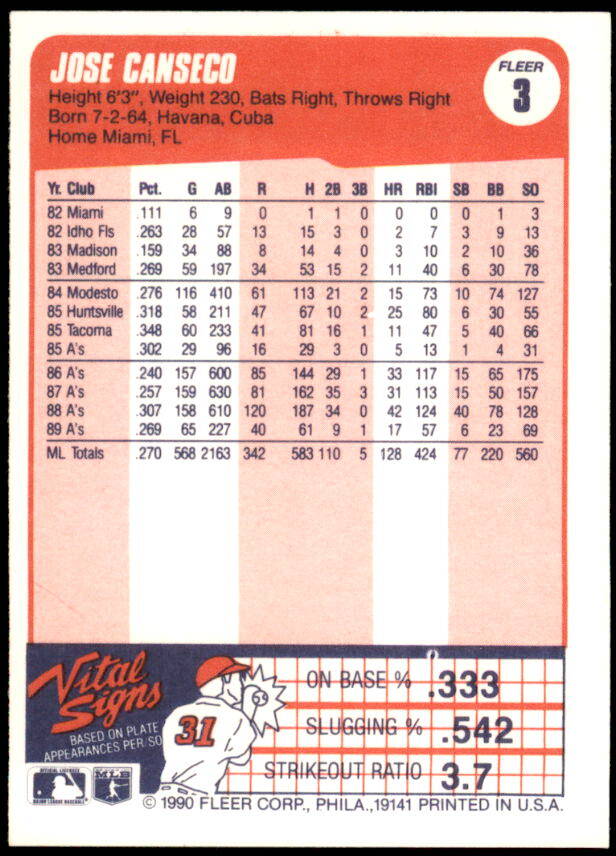 JOSE CANSECO
FLEER
3
Height 6'3", Weight 230, Bats Right, Throws Right
Born 7-2-64, Havana, Cuba
Home Miami, FL
Yr. Club Pct. G AB R H 2B 3B HR RBI SB BB SO
82 Miami .111 6 9 0 1 1 0 0 0 0 1 3
82 Idho Fls .263 28 57 13 15 3 0 2 7 3 9 13
83 Madison .159 34 88 8 14 4 0 3 10 2 10 36
83 Medford .269 59 197 34 53 15 2 11 40 6 30 78
84 Modesto .276 116 410 61 113 21 2 15 73 10 74 127
85 Huntsville .318 58 211 47 67 10 2 25 80 6 30 55
85 Tacoma .348 60 233 41 81 16 1 11 47 5 40 66
85 A's .302 29 96 16 29 3 0 5 13 1 4 31
86 A's .240 157 600 85 144 29 1 33 117 15 65 175
87 A's .257 159 630 81 162 35 3 31 113 15 50 157
88 A's .307 158 610 120 187 34 0 42 124 40 78 128
89 A's .269 65 227 40 61 9 1 17 57 6 23 69
ML Totals .270 568 2163 342 583 110 5 128 424 77 220 560
Vital
Signs
BASED ON PLATE
APPEARANCES PER/SO
31
ON BASE % .333
SLUGGING % .542
STRIKEOUT RATIO 3.7
OFFICIAL LICENSEE
MAJOR LEAGUE BASEBALL
© 1990 FLEER CORP., PHILA.,19141 PRINTED IN U.S.A.